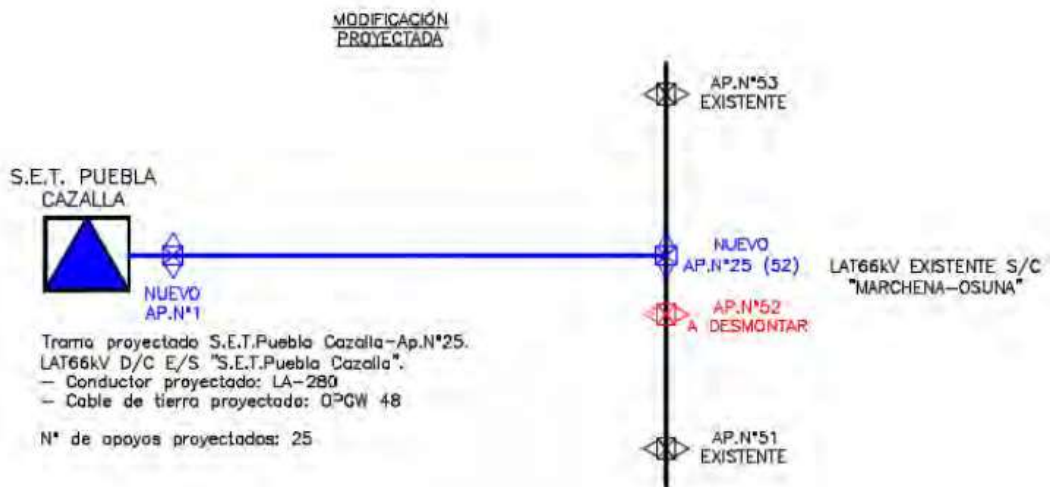 MODIFICACIÓN
PROYECTADA
AP.N°53
EXISTENTE
S.E.T. PUEBLA
CAZALLA
NUEVO
AP.N°25 (52)
LAT66kV EXISTENTE S/C
"MARCHENA-OSUNA"
NUEVO
AP.N°1
AP.N°52
A DESMONTAR
Tramo proyectado S.E.T.Puebla Cazalla-Ap.N°25.
LAT66kV D/C E/S "S.E.T.Puebla Cazalla".
- Conductor proyectado: LA-280
- Cable de tierra proyectado: OPGW 48
N° de apoyos proyectados: 25
AP.N°51
EXISTENTE